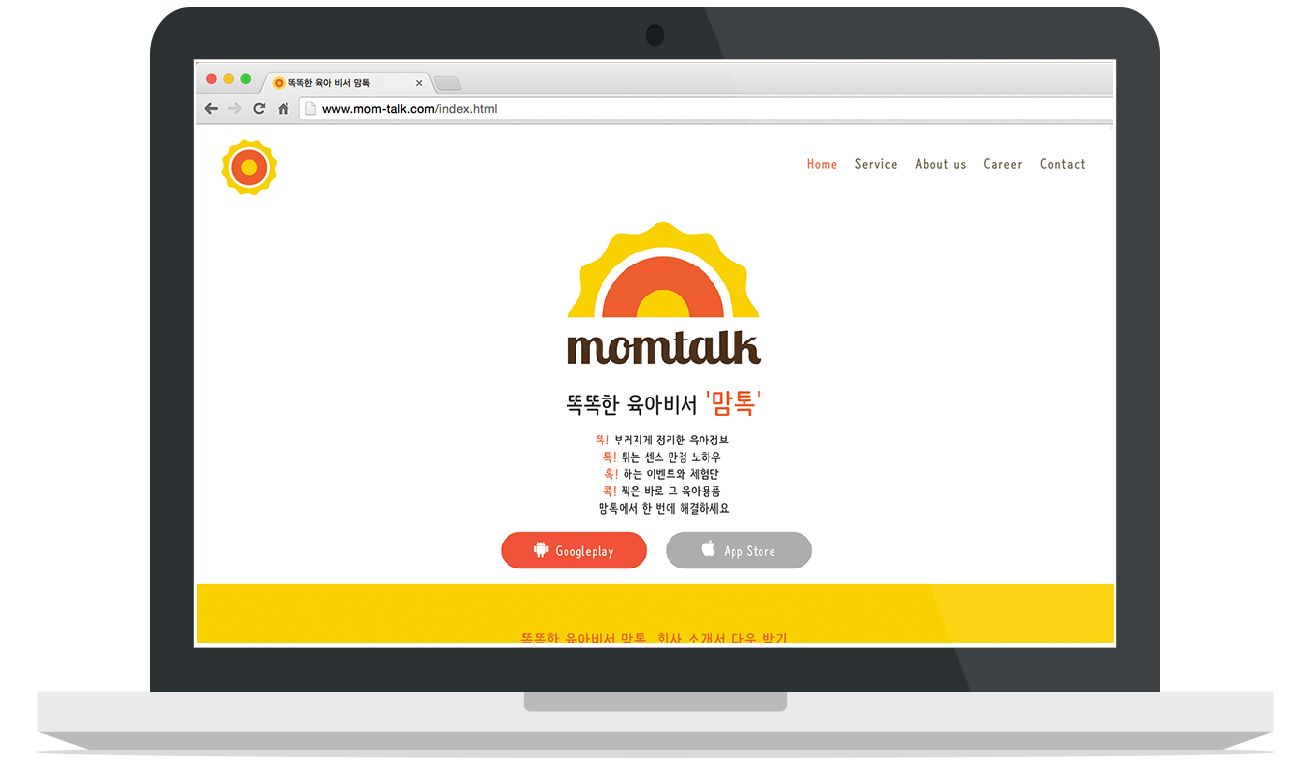 똑똑한 육아 비서 맘톡
www.mom-talk.com/index.html
Home Service About us Career Contact
momtalk
똑똑한 육아비서 '맘톡'
똑! 부러지게 정리한 육아정보
톡! 튀는 센스 만점 노하우
혹! 하는 이벤트와 체험단
콕! 찍은 바로 그 육아용품
맘톡에서 한 번에 해결하세요
Googleplay App Store
똑똑한 육아비서 맘톡, 회사 소개서 다운 받기